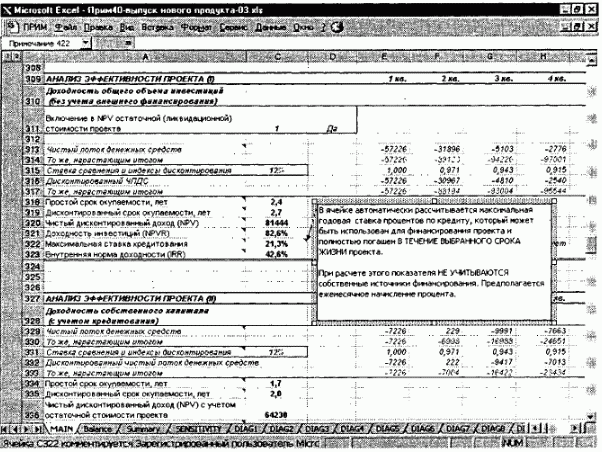 Microsoft Excel - Прим40-выпуск нового продукта-03.xls
ПРИМ Файл Правка Вид Вставка Формат Сервис Данные Окно ?
Примечание 422
A C D E F G H
308
309 АНАЛИЗ ЭФФЕКТИВНОСТИ ПРОЕКТА (I) 1 кв. 2 кв. 3 кв. 4 кв.
Доходность общего объема инвестиций
310 (без учета внешнего финансирования)
Включение в NPV остаточной (ликвидационной)
311 стоимости проекта 1 Да
312
313 Чистый поток денежных средств -57226 -31896 -5103 -2776
314 То же, нарастающим итогом -57226 -94226 -97001
315 Ставка сравнения и индексы дисконтирования 12% 1,000 0,971 0,943 0,915
316 Дисконтированный ЧПДС -57226 -30967 -4810 -2540
317 То же, нарастающим итогом -57226 -88194 -93004 -95544
318 Простой срок окупаемости, лет 2,4
319 Дисконтированный срок окупаемости, лет 2,7
320 Чистый дисконтированный доход (NPV) 81444
321 Доходность инвестиций (NPVR) 82,6%
322 Максимальная ставка кредитования 21,3%
323 Внутренняя норма доходности (IRR) 42,6%
В ячейке автоматически рассчитывается максимальная
годовая ставка процентов по кредиту, который может
быть использован для финансирования проекта и
полностью погашен В ТЕЧЕНИЕ ВЫБРАННОГО СРОКА
ЖИЗНИ проекта.
При расчете этого показателя НЕ УЧИТЫВАЮТСЯ
собственные источники финансирования. Предполагается
ежемесячное начисление процента.
324
325
326
327 АНАЛИЗ ЭФФЕКТИВНОСТИ ПРОЕКТА (II) кв.
Доходность собственного капитала
328 (с учетом кредитования)
329 Чистый поток денежных средств -7226 229 -9991 -7663
330 То же, нарастающим итогом -7226 -6998 -16988 -24651
331 Ставка сравнения и индексы дисконтирования 12% 1,000 0,971 0,943 0,915
332 Дисконтированный чистый поток денежных средств -7226 222 -9417 -7013
333 То же, нарастающим итогом -7226 -7004 -16422 -23434
334 Простой срок окупаемости, лет 1,7
335 Дисконтированный срок окупаемости, лет 2,0
Чистый дисконтированный доход (NPV) с учетом
336 остаточной стоимости проекта 64230
MAIN Balance Summary SENSITIVITY DIAG1 DIAG2 DIAG3 DIAG4 DIAG5 DIAG6 DIAG7 DIAG8
Ячейка C322 комментируется Зарегистрированный пользователь Micro NUM